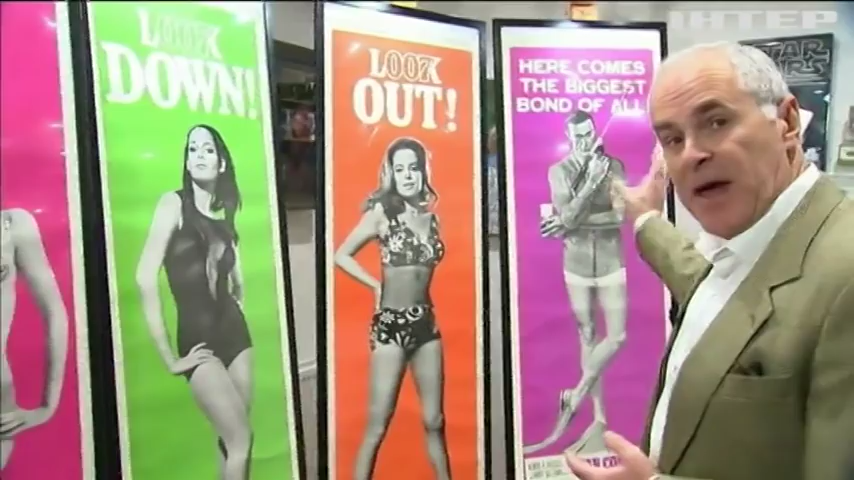 ІНТЕР
STAR
WARS
LOOK
DOWN!
LOOK
OUT!
HERE COMES
THE BIGGEST
BOND OF ALL